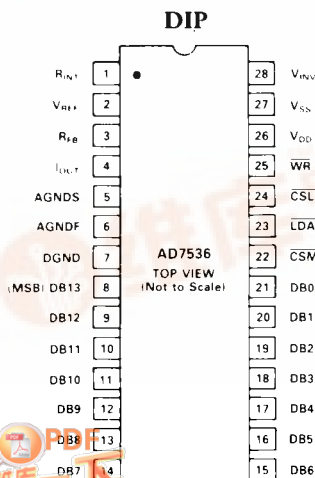 DIP
RINT 1 28 VINV
VREF 2 27 VSS
RFB 3 26 VDD
IOUT 4 25 WR
AGNDS 5 24 CSL
AGNDF 6 23 LDA
DGND 7 22 CSM
(MSB) DB13 8 21 DB0
DB12 9 20 DB1
DB11 10 19 DB2
DB10 11 18 DB3
DB9 12 17 DB4
DB8 13 16 DB5
DB7 14 15 DB6
AD7536
TOP VIEW
(Not to Scale)
PDF